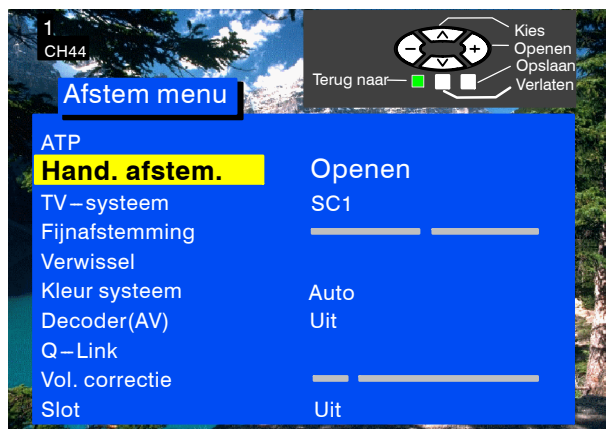 1
CH44
Kies
Openen
Opslaan
Terug naar
Verlaten
Afstem menu
ATP
Hand. afstem. Openen
TV–systeem SC1
Fijnafstemming
Verwissel
Kleur systeem Auto
Decoder(AV) Uit
Q–Link
Vol. correctie
Slot Uit